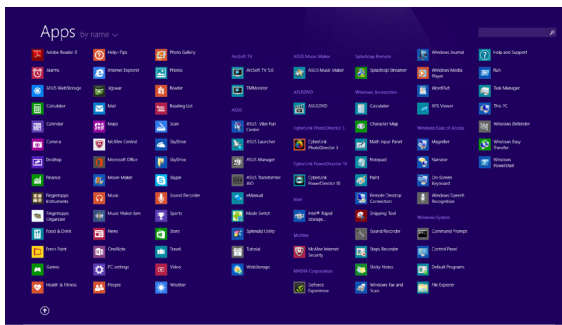 Apps by name
Adobe Reader X
Alarms
ASUS WebStorage
Calculator
Calendar
Camera
Desktop
Finance
Fingertapps
Instruments
Fingertapps
Organizer
Food & Drink
Fresh Paint
Games
Health & Fitness
Help+Tips
Internet Explorer
Kpswar
Mail
Maps
McAfee Central
Microsoft Office
Movie Maker
Music
Music Maker Jam
News
OneNote
PC settings
People
Photo Gallery
Photos
Reader
Reading List
Scan
SkyDrive
SkyDrive
Skype
Sound Recorder
Sports
Store
Travel
Video
Weather
ArcSoft TV
ArcSoft TV 5.0
TMMonitor
ASUS
ASUS Vibe Fun
Center
ASUS Launcher
ASUS Manager
ASUS Transformer
AIO
eManual
Mode Switch
Splendid Utility
Tutorial
WebStorage
ASUS Music Maker
ASUS Music Maker
ASUSDVD
ASUSDVD
CyberLink PhotoDirector 3
CyberLink
PhotoDirector 3
CyberLink PowerDirector 10
CyberLink
PowerDirector 10
Intel
Intel® Rapid
Storage...
McAfee
McAfee Internet
Security
NVIDIA Corporation
GeForce
Experience
Splashtop Remote
Splashtop Streamer
Windows Accessories
Calculator
Character Map
Math Input Panel
Notepad
Paint
Remote Desktop
Connection
Snipping Tool
Sound Recorder
Steps Recorder
Sticky Notes
Windows Fax and
Scan
Windows Journal
Windows Media
Player
WordPad
XPS Viewer
Windows Ease of Access
Magnifier
Narrator
On-Screen
Keyboard
Windows Speech
Recognition
Windows System
Command Prompt
Control Panel
Default Programs
File Explorer
Help and Support
Run
Task Manager
This PC
Windows Defender
Windows Easy
Transfer
Windows
PowerShell